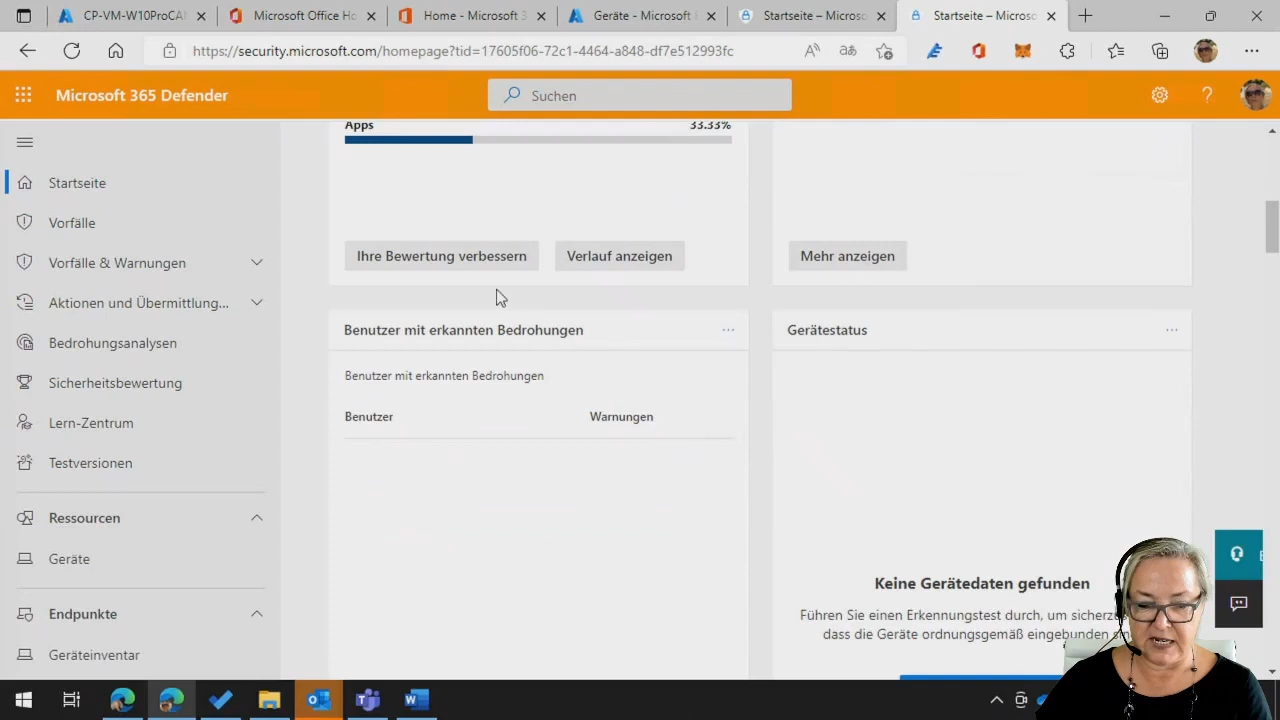 CP-VM-W10ProCAN
Microsoft Office Ho
Home - Microsoft 3
Geräte - Microsoft
Startseite – Microsc
Startseite – Microsc
https://security.microsoft.com/homepage?tid=17605f06-72c1-4464-a848-df7e512993fc
Microsoft 365 Defender
Suchen
Apps
33.33%
Startseite
Vorfälle
Vorfälle & Warnungen
Aktionen und Übermittlung...
Bedrohungsanalysen
Sicherheitsbewertung
Lern-Zentrum
Testversionen
Ressourcen
Geräte
Endpunkte
Geräteinventar
Ihre Bewertung verbessern
Verlauf anzeigen
Mehr anzeigen
Benutzer mit erkannten Bedrohungen
Benutzer mit erkannten Bedrohungen
Benutzer
Warnungen
Gerätestatus
Keine Gerätedaten gefunden
Führen Sie einen Erkennungstest durch, um
dass die Geräte ordnungsgemäß eingebunden